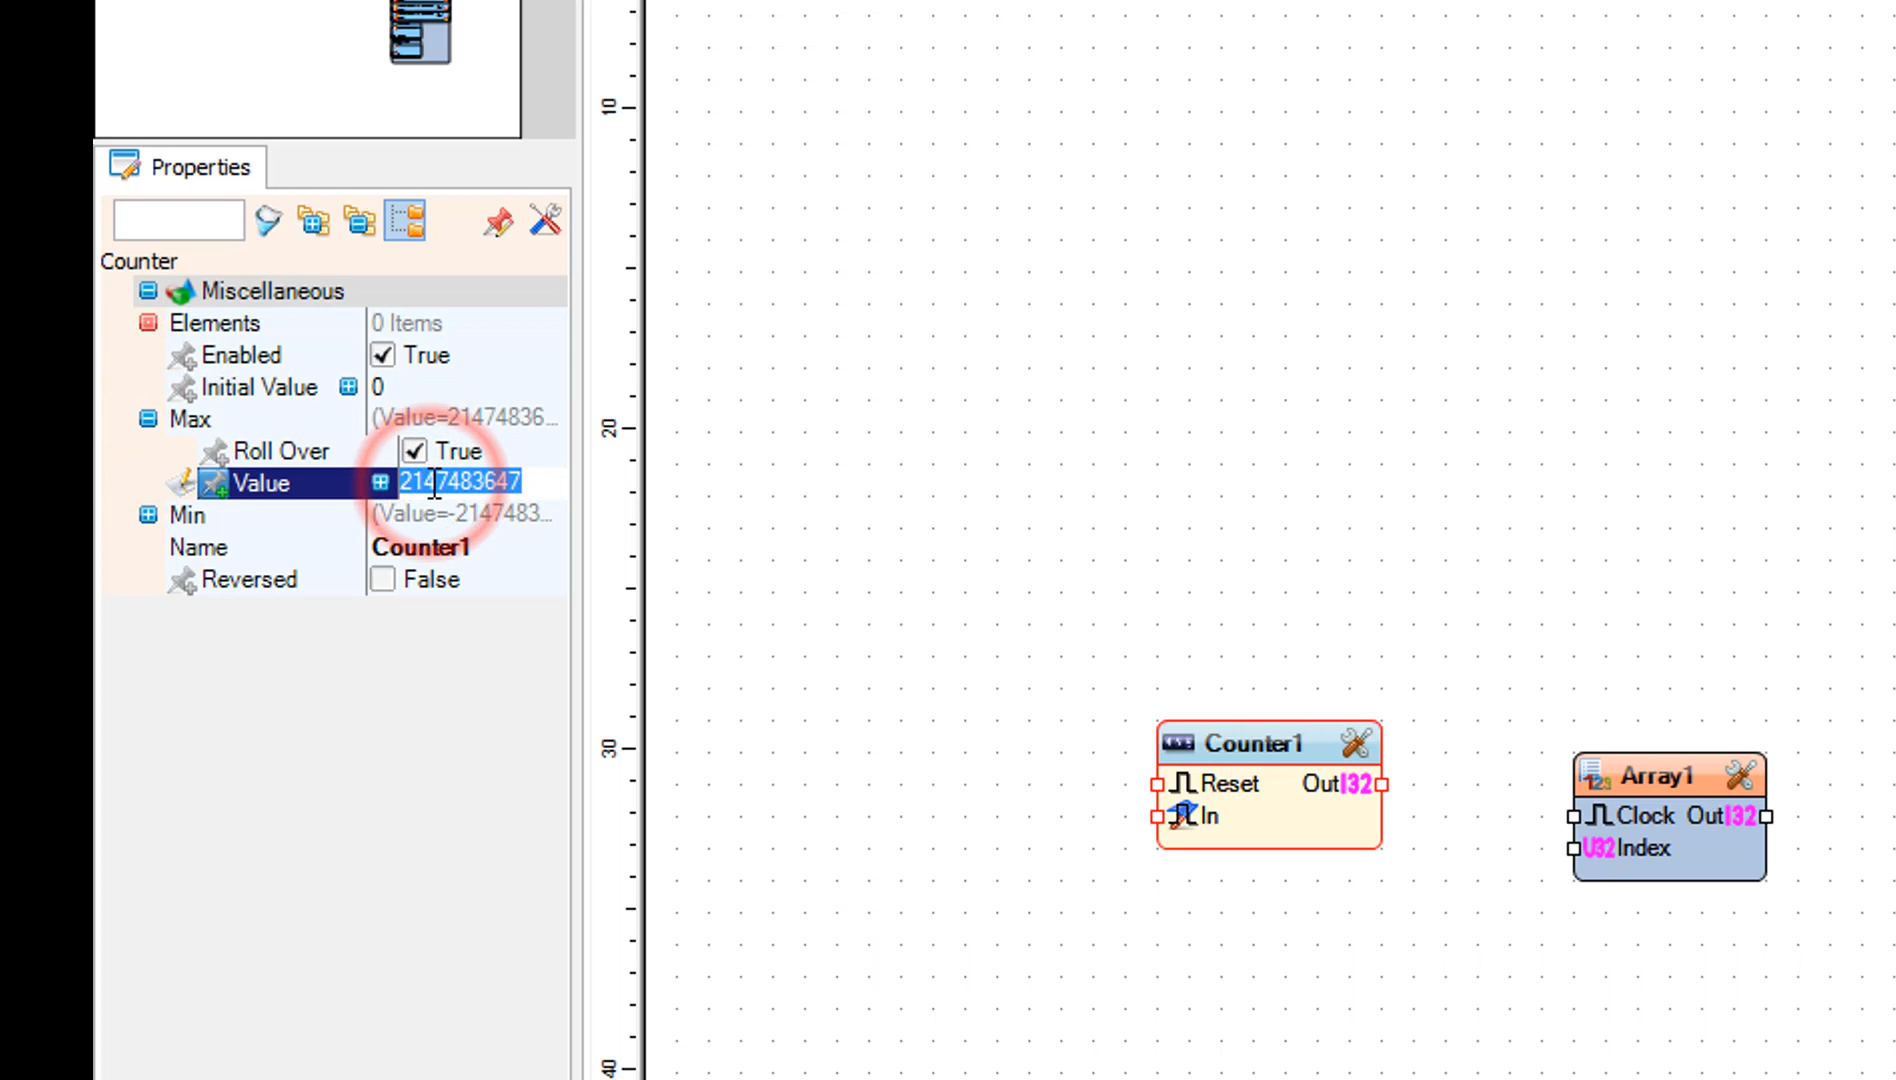 Properties
Counter
Miscellaneous
Elements 0 Items
Enabled True
Initial Value 0
Max (Value=21474836...
Roll Over True
Value 2147483647
Min (Value=-2147483...
Name Counter1
Reversed False
10
20
30
40
Counter1
Reset Out I32
In
Array1
123
Clock Out I32
U32 Index